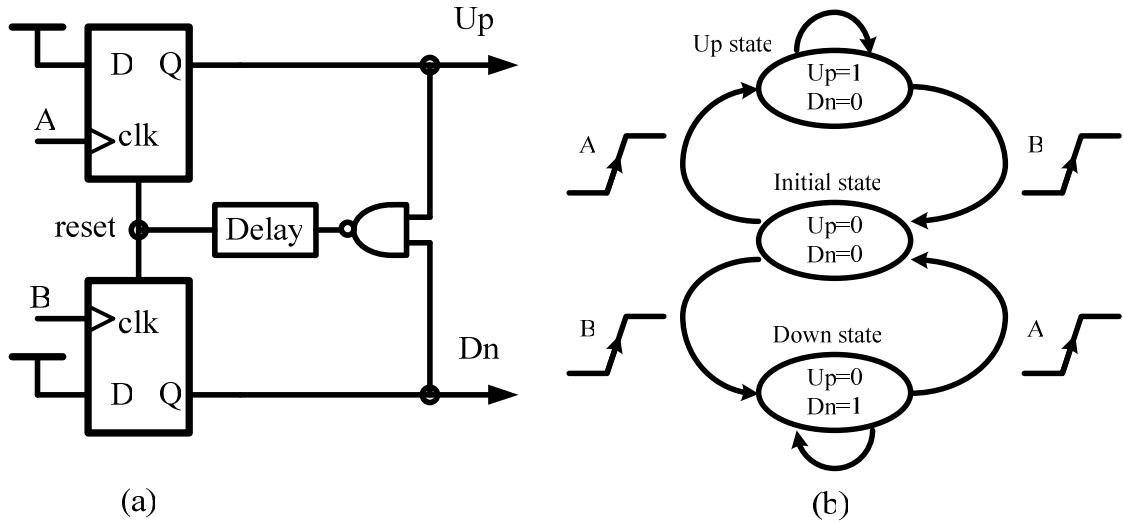 Up
D Q
A
clk
reset
Delay
B
clk
D Q
Dn
(a)
Up state
Up=1
Dn=0
A
B
Initial state
Up=0
Dn=0
B
A
Down state
Up=0
Dn=1
(b)